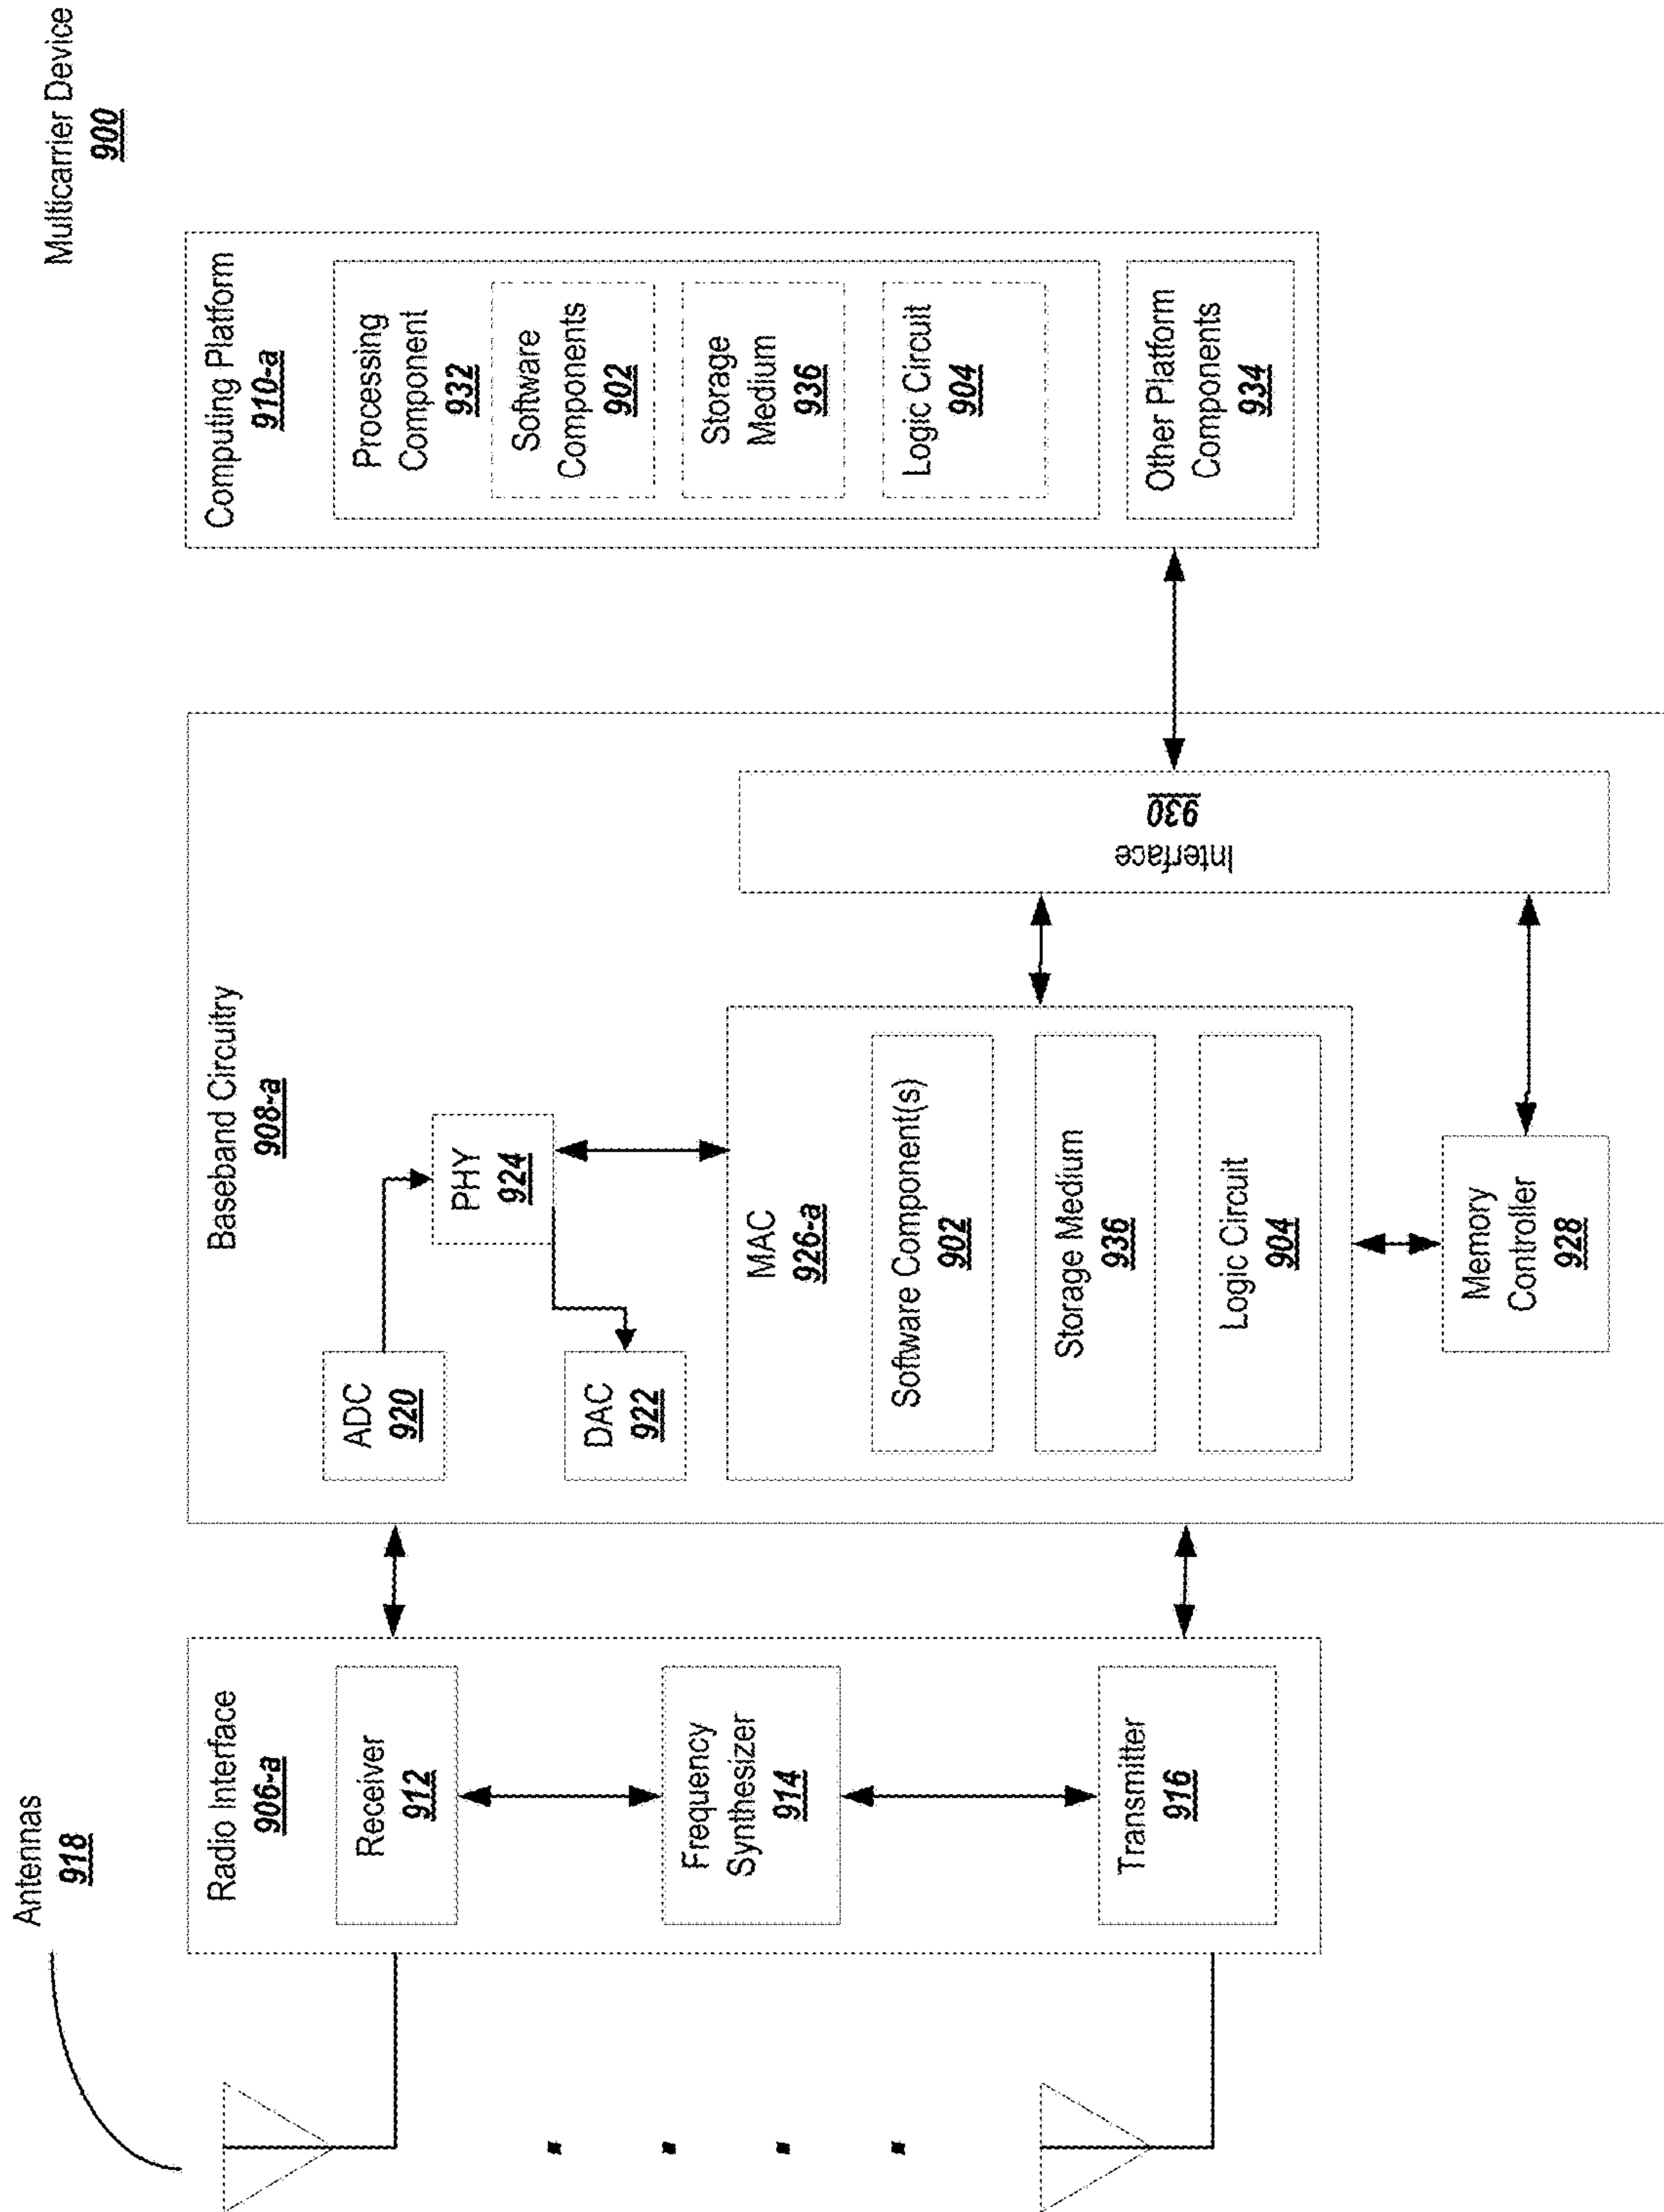 Multicarrier Device
900
Antennas
918
Radio Interface
906-a
Receiver
912
Frequency
Synthesizer
914
Transmitter
916
Baseband Circuitry
908-a
ADC
920
PHY
924
DAC
922
MAC
926-a
Software Component(s)
902
Storage Medium
936
Logic Circuit
904
Memory
Controller
928
Interface
930
Computing Platform
910-a
Processing
Component
932
Software
Components
902
Storage
Medium
936
Logic Circuit
904
Other Platform
Components
934